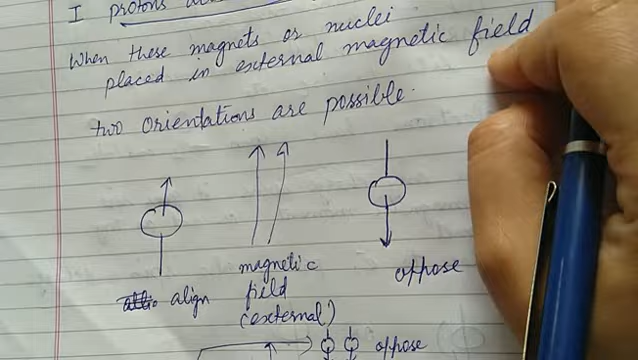 I protons
When these magnets or nuclei
placed in external magnetic field
two orientations are possible.
align
magnetic
field
(external)
oppose
oppose